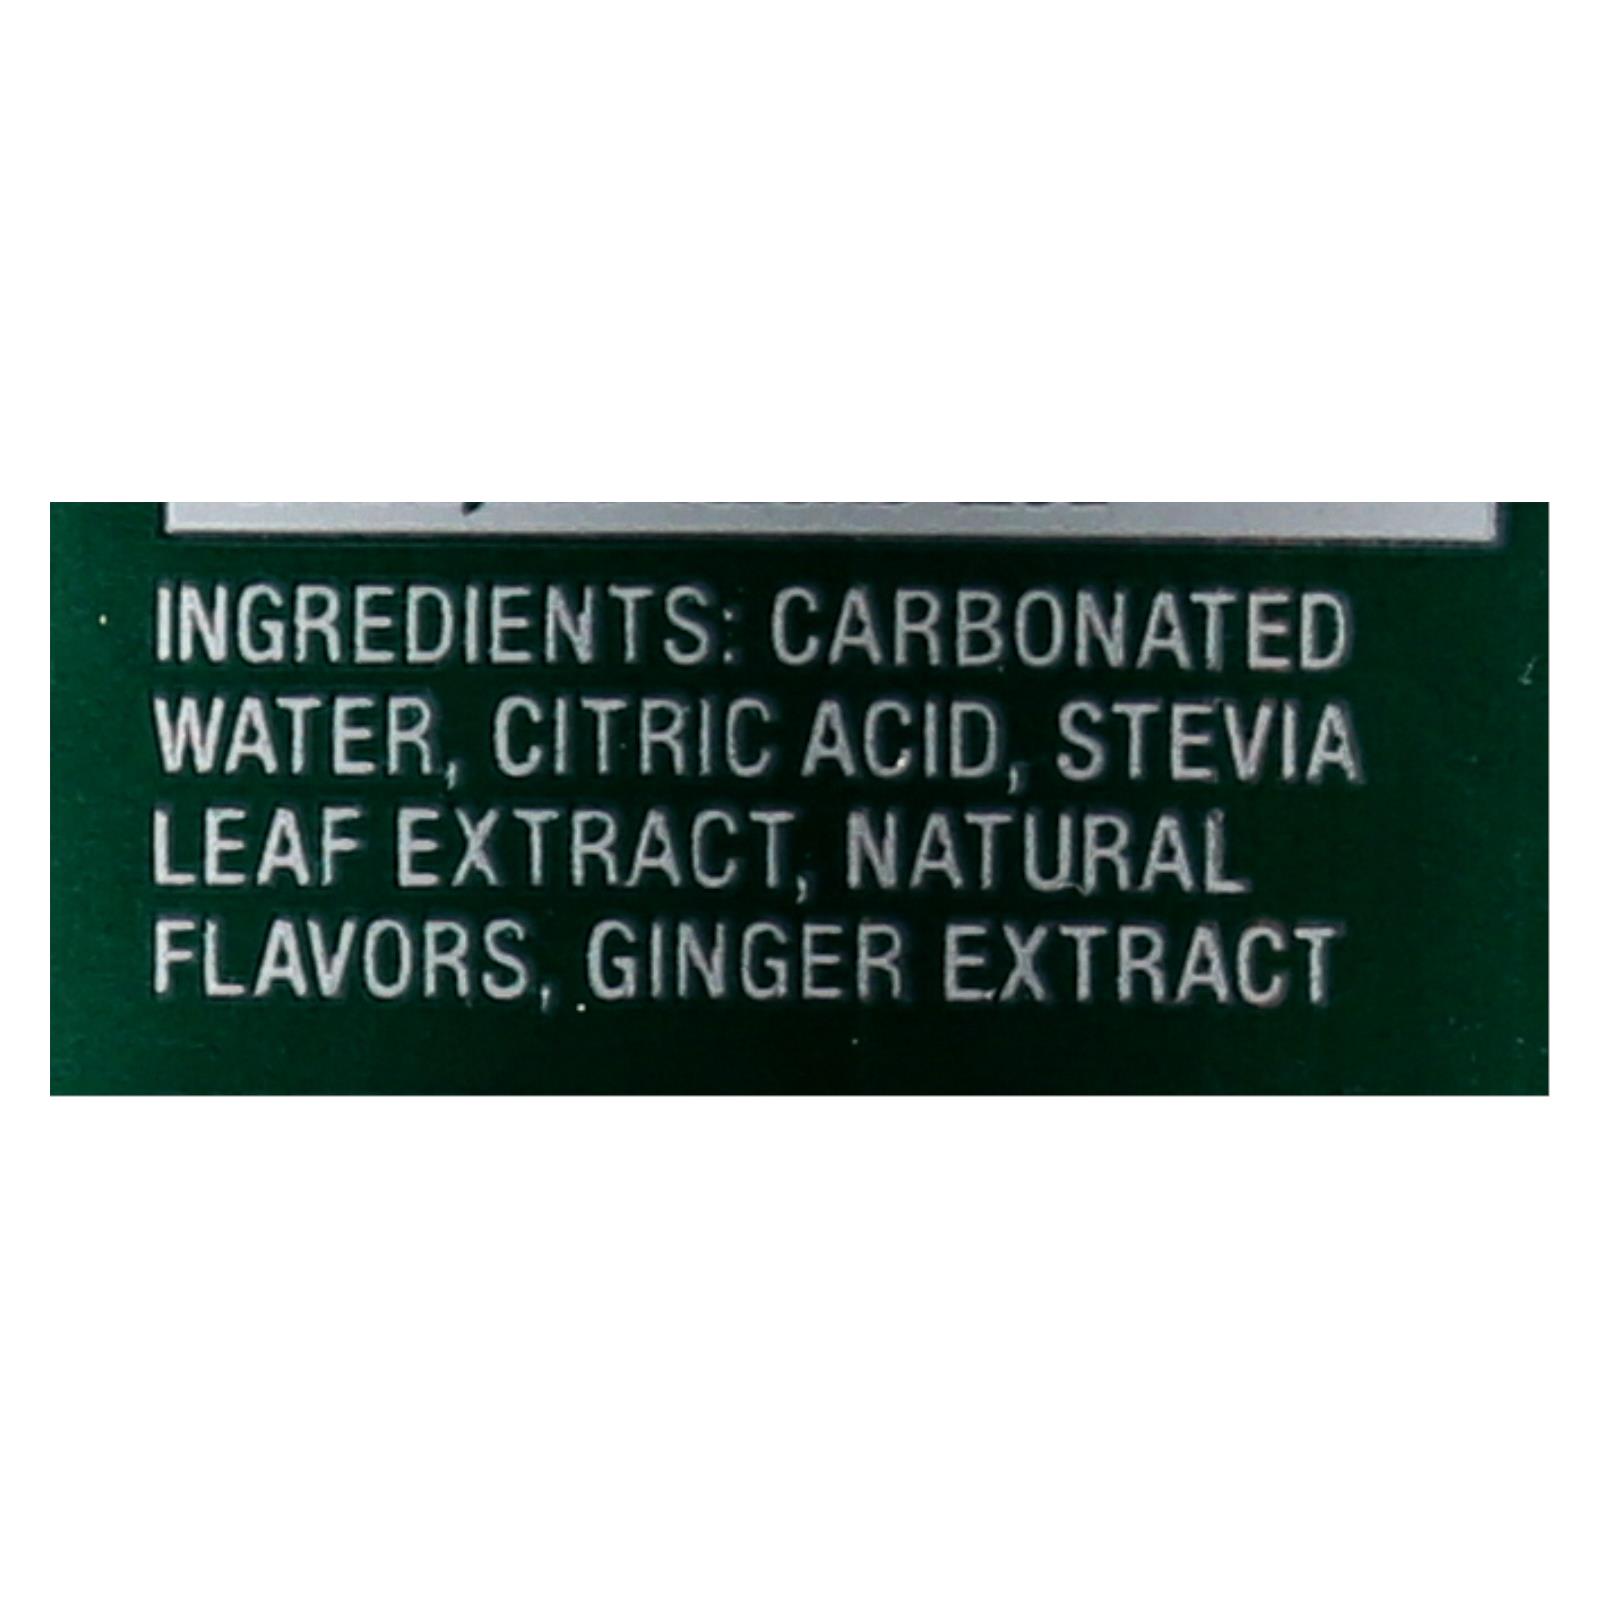 INGREDIENTS: CARBONATED
WATER, CITRIC ACID, STEVIA
LEAF EXTRACT, NATURAL
FLAVORS, GINGER EXTRACT